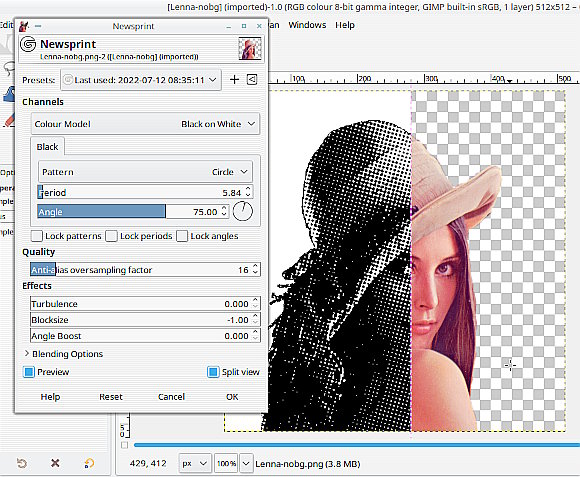 [Lenna-nobg] (imported)-1.0 (RGB colour 8-bit gamma integer, GIMP built-in sRGB, 1 layer) 512x512 –
Windows Help
Newsprint
Newsprint
Lenna-nobg.png-2 ([Lenna-nobg] (imported))
Presets: Last used: 2022-07-12 08:35:11
Channels
Colour Model Black on White
Black
Pattern Circle
Period 5.84
Angle 75.00
Lock patterns Lock periods Lock angles
Quality
Anti-alias oversampling factor 16
Effects
Turbulence 0.000
Blocksize -1.00
Angle Boost 0.000
Blending Options
Preview Split view
Help Reset Cancel OK
100 200 300 400 500
429, 412 px 100% Lenna-nobg.png (3.8 MB)